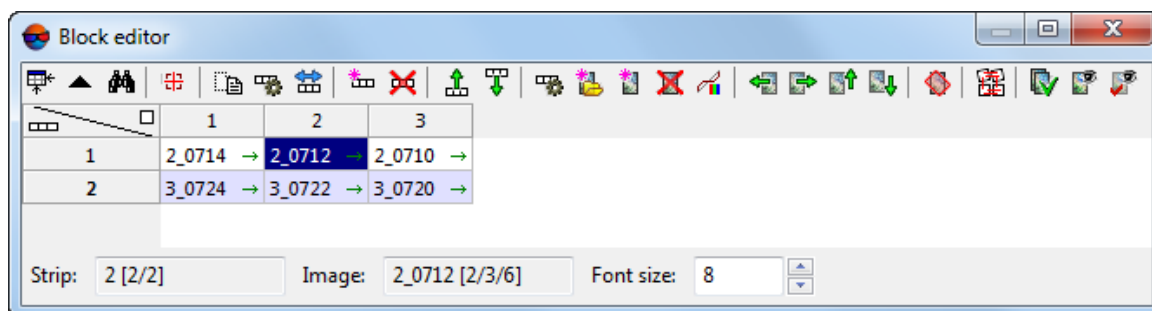 Block editor
1 2 3
1 2_0714 → 2_0712 → 2_0710 →
2 3_0724 → 3_0722 → 3_0720 →
Strip: 2 [2/2] Image: 2_0712 [2/3/6] Font size: 8